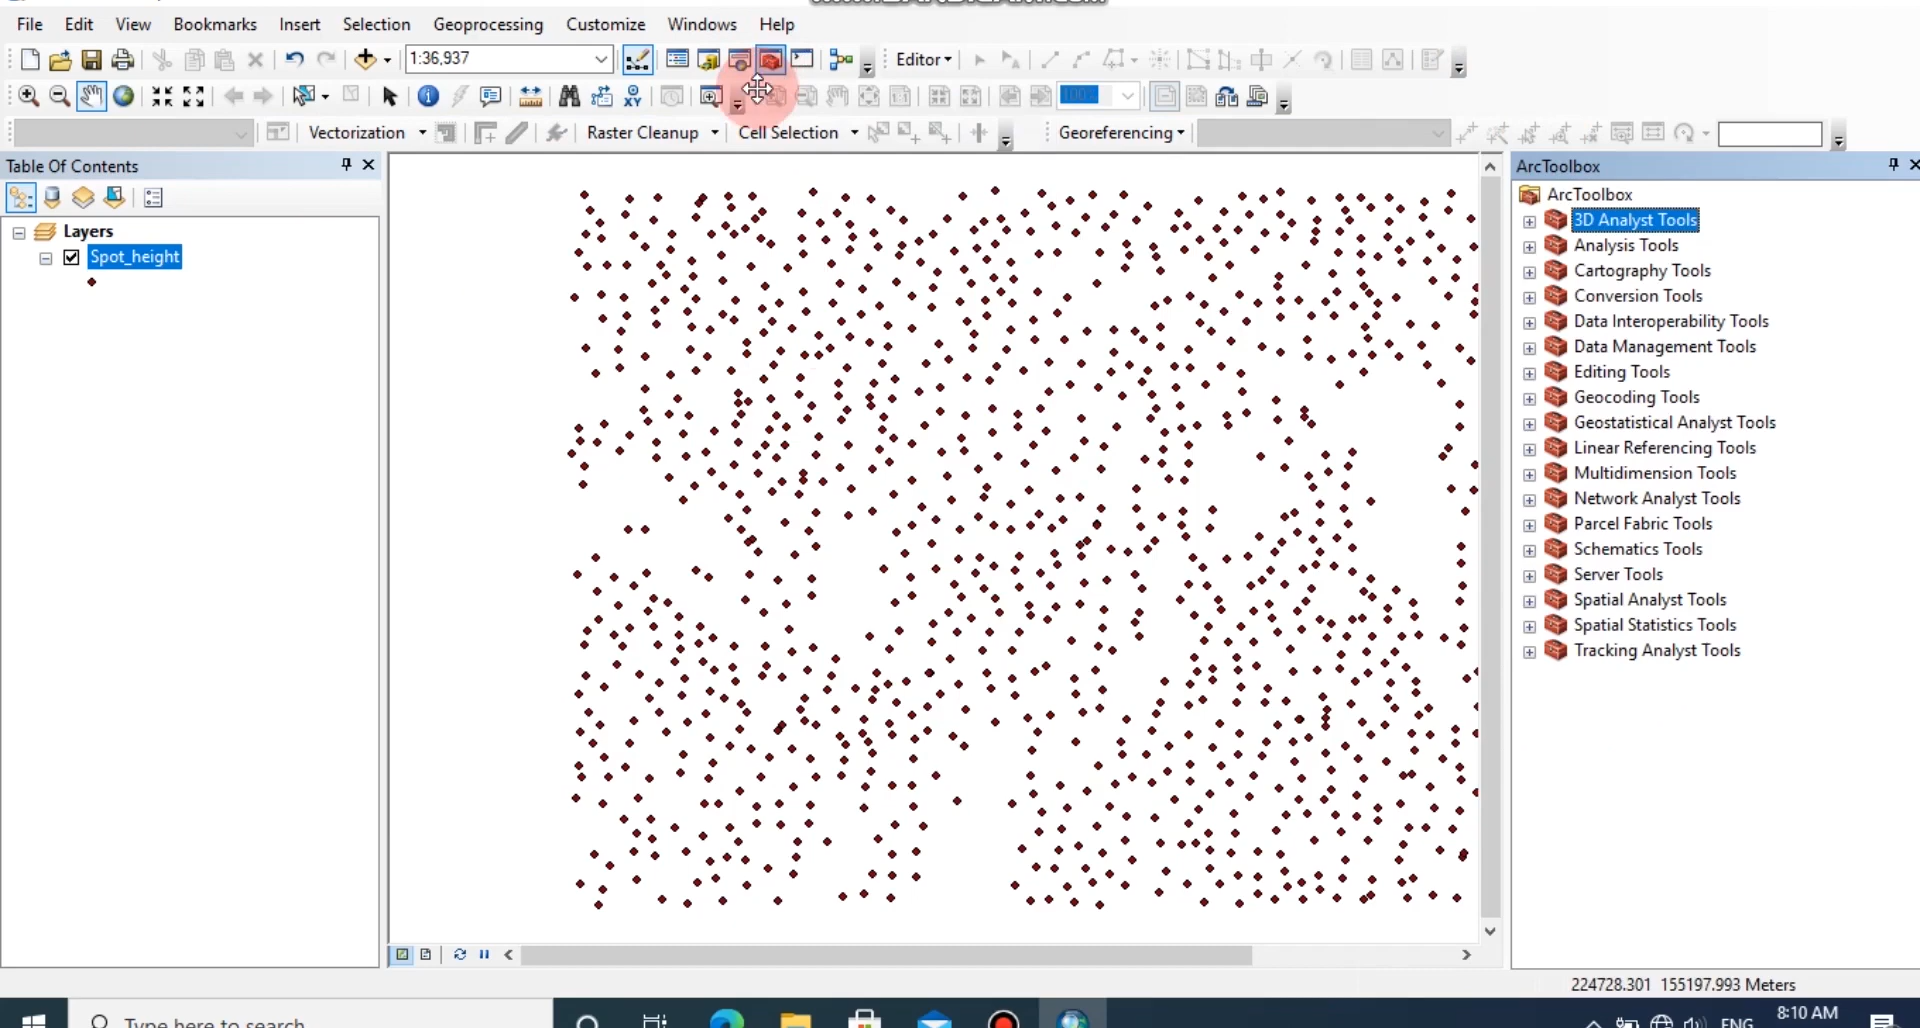 File Edit View Bookmarks Insert Selection Geoprocessing Customize Windows Help
1:36,937 Editor
100%
Vectorization Raster Cleanup Cell Selection Georeferencing
Table Of Contents
Layers
Spot_height
ArcToolbox
ArcToolbox
3D Analyst Tools
Analysis Tools
Cartography Tools
Conversion Tools
Data Interoperability Tools
Data Management Tools
Editing Tools
Geocoding Tools
Geostatistical Analyst Tools
Linear Referencing Tools
Multidimension Tools
Network Analyst Tools
Parcel Fabric Tools
Schematics Tools
Server Tools
Spatial Analyst Tools
Spatial Statistics Tools
Tracking Analyst Tools
224728.301 155197.993 Meters
Type here to search
ENG
8:10 AM